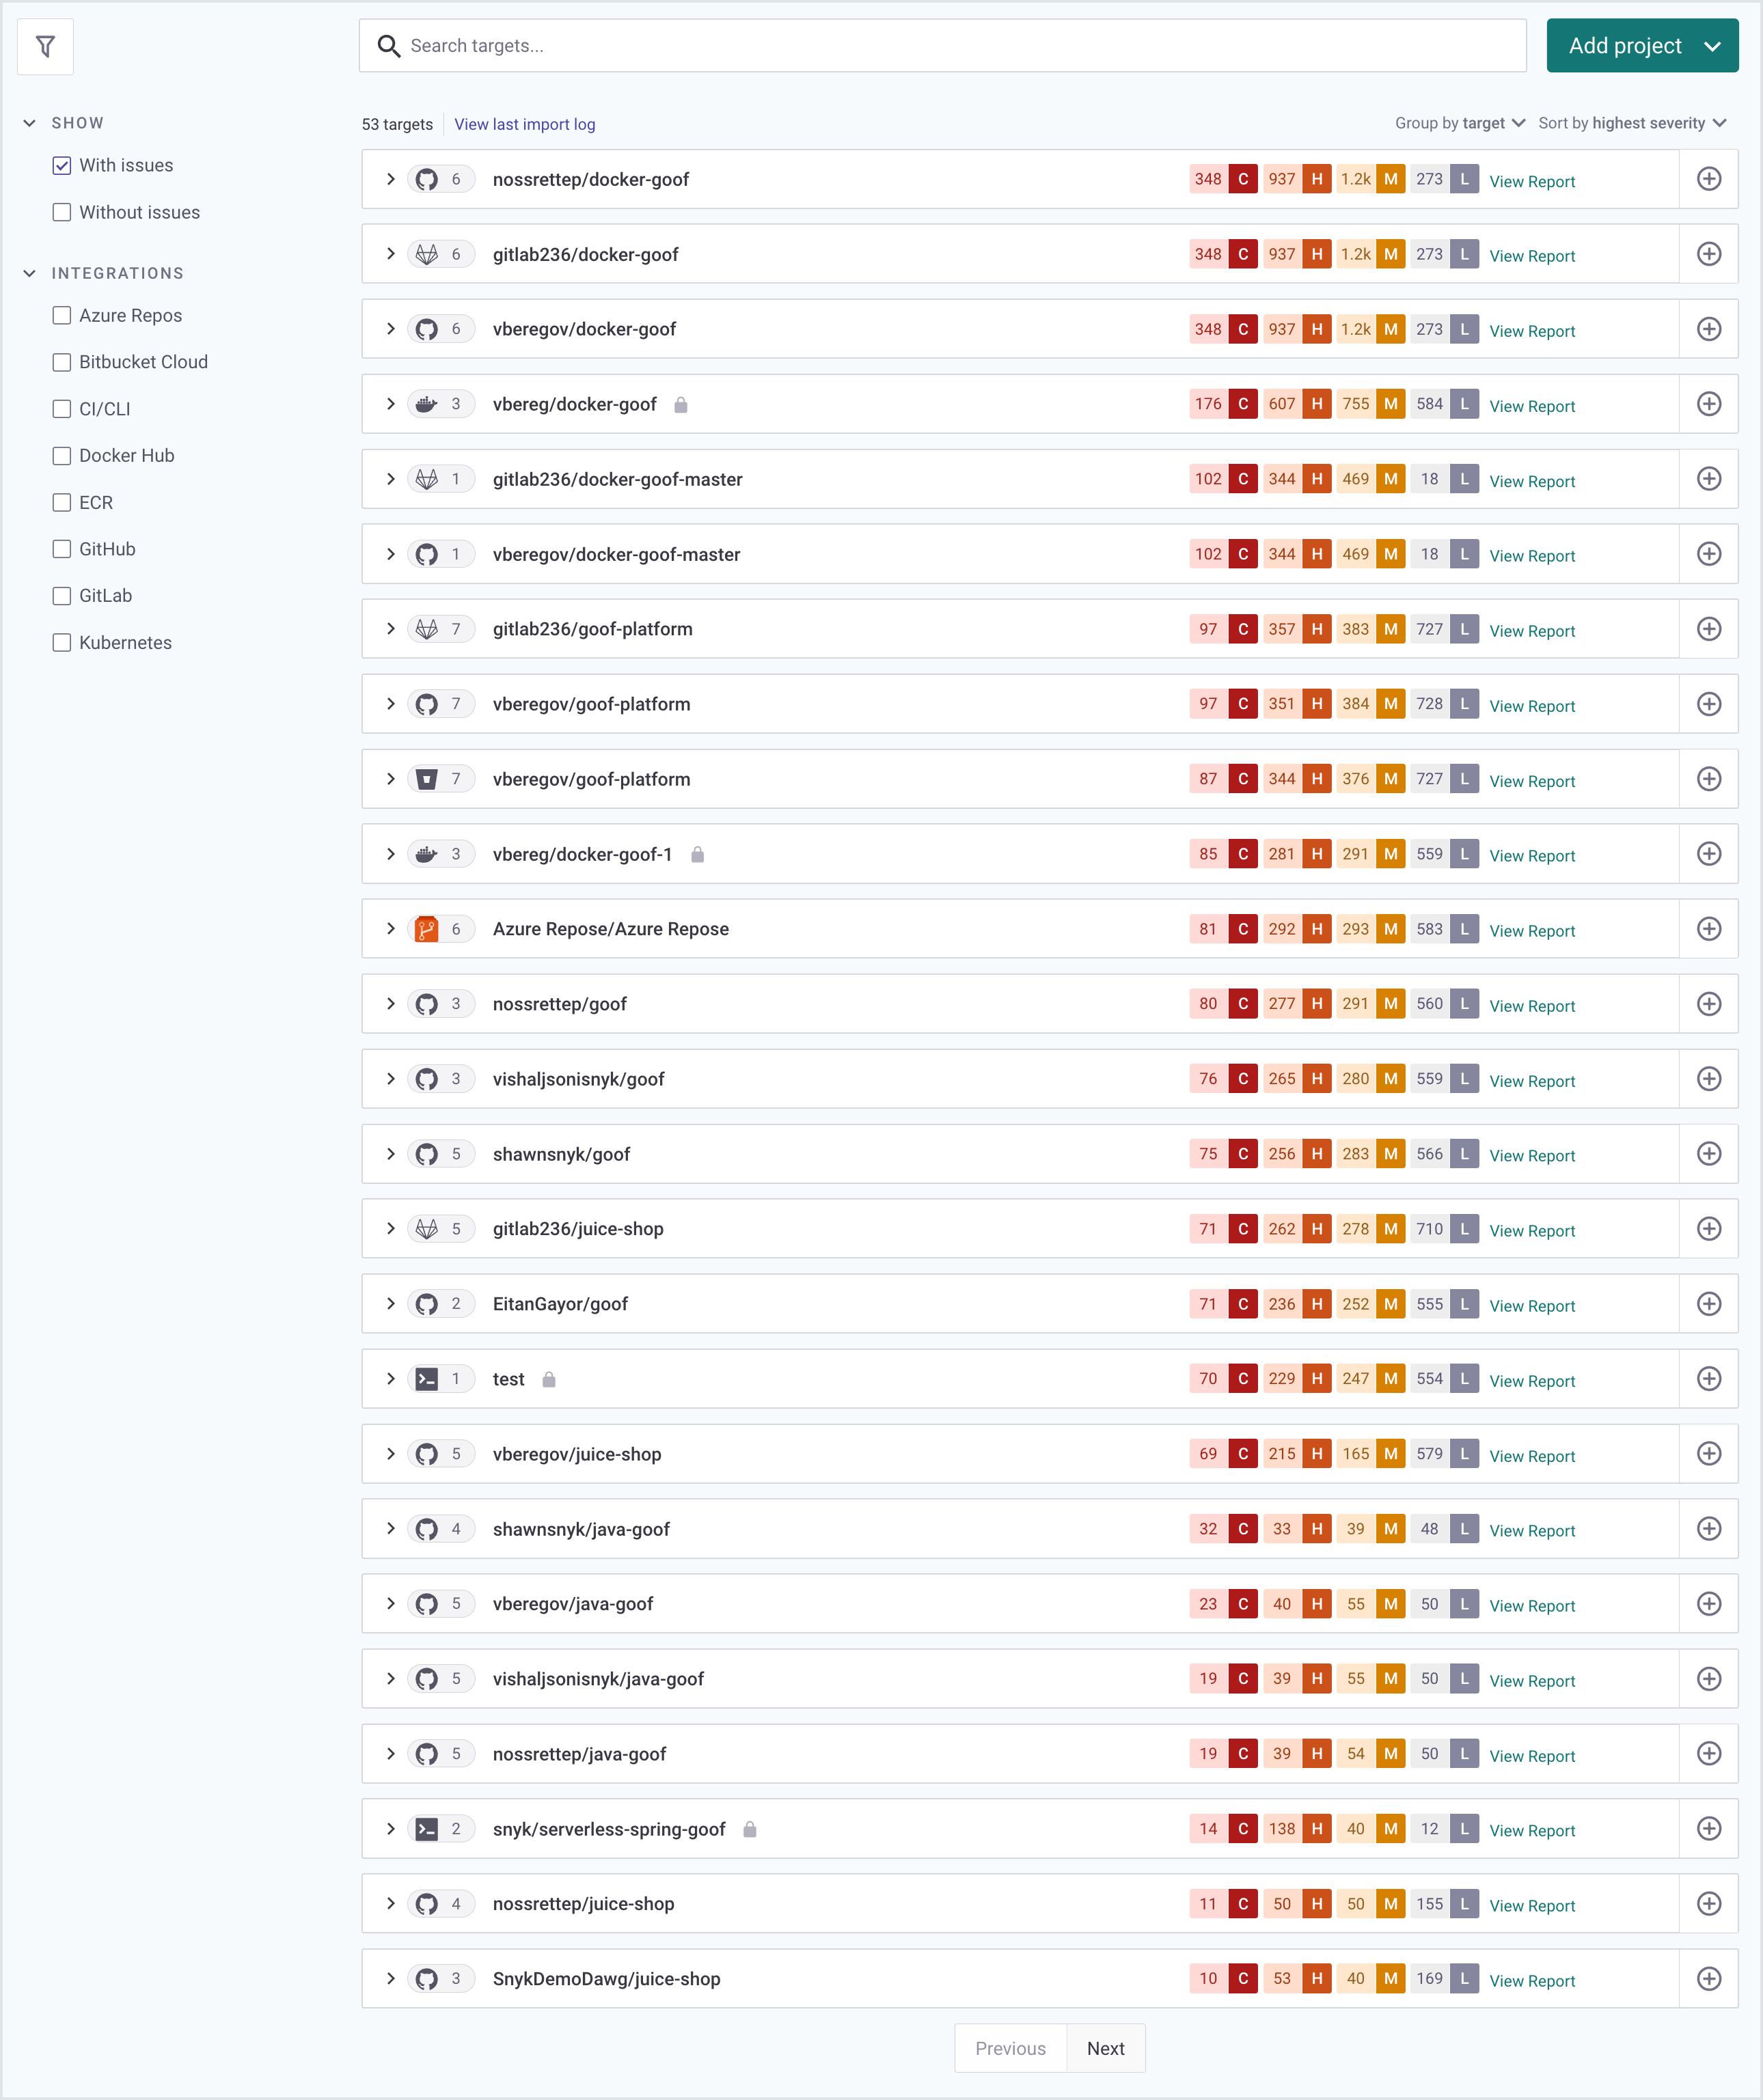 Search targets...
Add project
SHOW
With issues
Without issues
INTEGRATIONS
Azure Repos
Bitbucket Cloud
CI/CLI
Docker Hub
ECR
GitHub
GitLab
Kubernetes
53 targets View last import log Group by target Sort by highest severity
6 nossrettep/docker-goof 348 C 937 H 1.2k M 273 L View Report
6 gitlab236/docker-goof 348 C 937 H 1.2k M 273 L View Report
6 vberegov/docker-goof 348 C 937 H 1.2k M 273 L View Report
3 vbereg/docker-goof 176 C 607 H 755 M 584 L View Report
1 gitlab236/docker-goof-master 102 C 344 H 469 M 18 L View Report
1 vberegov/docker-goof-master 102 C 344 H 469 M 18 L View Report
7 gitlab236/goof-platform 97 C 357 H 383 M 727 L View Report
7 vberegov/goof-platform 97 C 351 H 384 M 728 L View Report
7 vberegov/goof-platform 87 C 344 H 376 M 727 L View Report
3 vbereg/docker-goof-1 85 C 281 H 291 M 559 L View Report
6 Azure Repose/Azure Repose 81 C 292 H 293 M 583 L View Report
3 nossrettep/goof 80 C 277 H 291 M 560 L View Report
3 vishaljsonisnyk/goof 76 C 265 H 280 M 559 L View Report
5 shawnsnyk/goof 75 C 256 H 283 M 566 L View Report
5 gitlab236/juice-shop 71 C 262 H 278 M 710 L View Report
2 EitanGayor/goof 71 C 236 H 252 M 555 L View Report
1 test 70 C 229 H 247 M 554 L View Report
5 vberegov/juice-shop 69 C 215 H 165 M 579 L View Report
4 shawnsnyk/java-goof 32 C 33 H 39 M 48 L View Report
5 vberegov/java-goof 23 C 40 H 55 M 50 L View Report
5 vishaljsonisnyk/java-goof 19 C 39 H 55 M 50 L View Report
5 nossrettep/java-goof 19 C 39 H 54 M 50 L View Report
2 snyk/serverless-spring-goof 14 C 138 H 40 M 12 L View Report
4 nossrettep/juice-shop 11 C 50 H 50 M 155 L View Report
3 SnykDemoDawg/juice-shop 10 C 53 H 40 M 169 L View Report
Previous Next